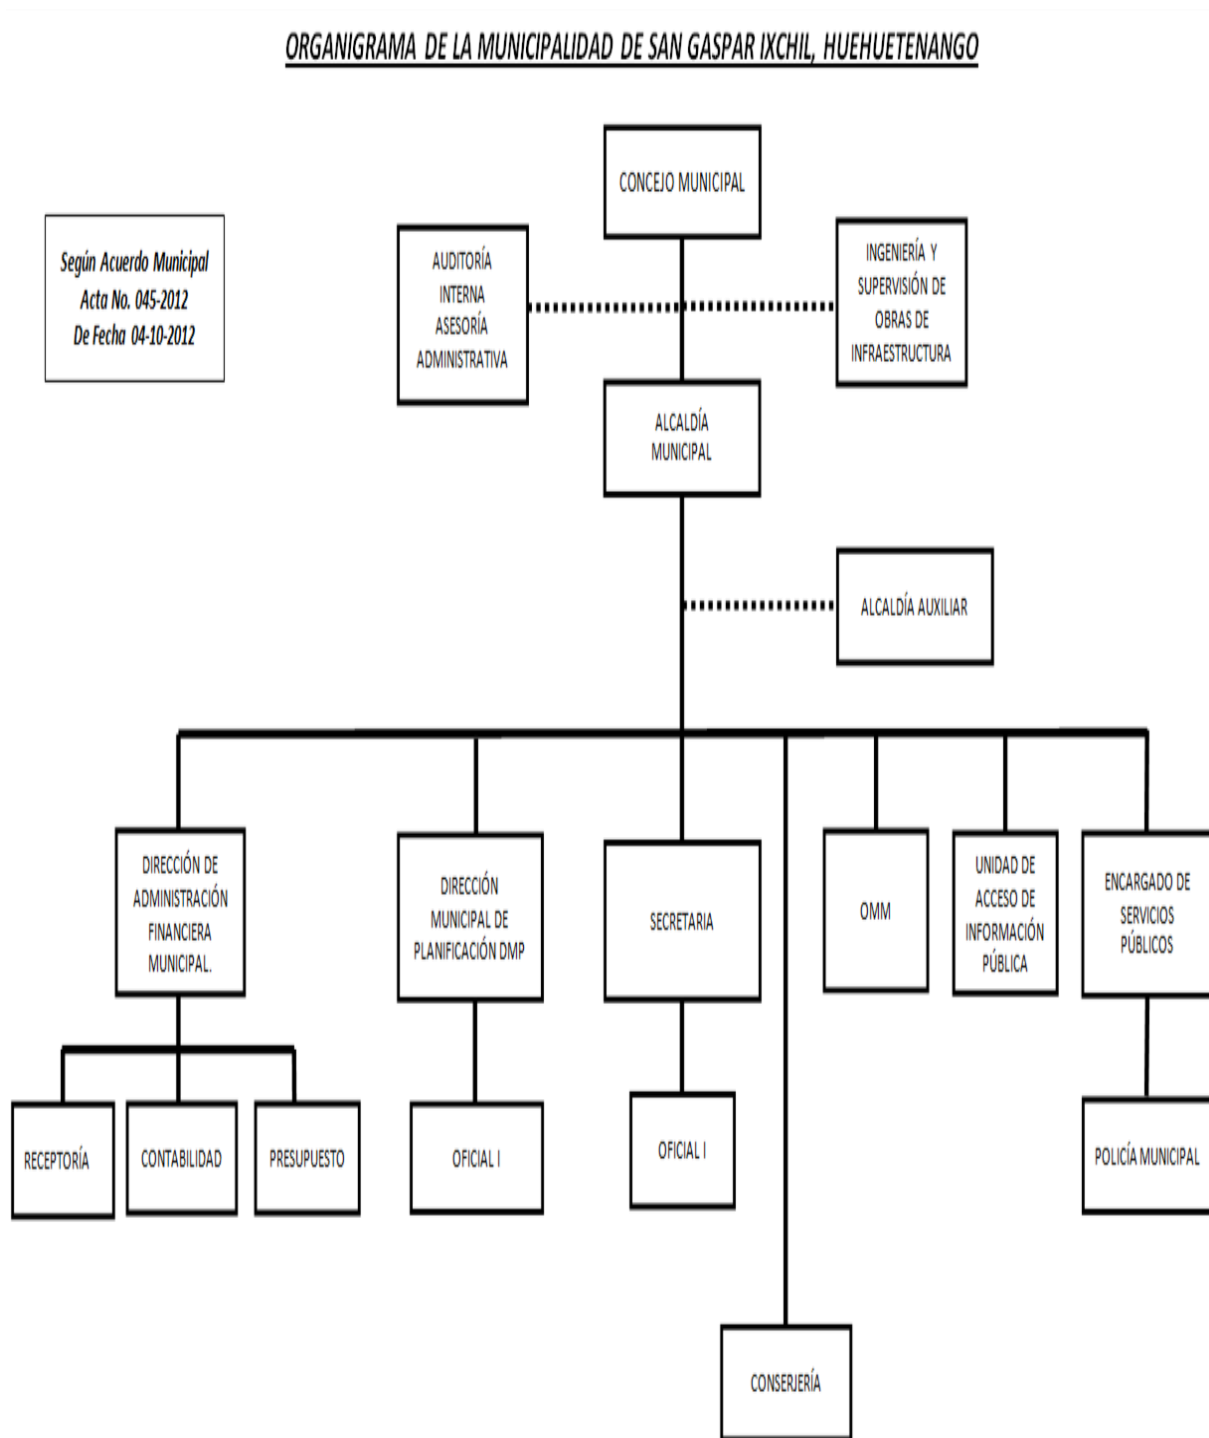 ORGANIGRAMA DE LA MUNICIPALIDAD DE SAN GASPAR IXCHIL, HUEHUETENANGO
CONCEJO MUNICIPAL
Según Acuerdo Municipal
Acta No. 045-2012
De Fecha 04-10-2012
AUDITORÍA
INTERNA
ASESORÍA
ADMINISTRATIVA
INGENIERÍA Y
SUPERVISIÓN DE
OBRAS DE
INFRAESTRUCTURA
ALCALDÍA
MUNICIPAL
ALCALDÍA AUXILIAR
DIRECCIÓN DE
ADMINISTRACIÓN
FINANCIERA
MUNICIPAL.
DIRECCIÓN
MUNICIPAL DE
PLANIFICACIÓN DMP
SECRETARIA
OMM
UNIDAD DE
ACCESO DE
INFORMACIÓN
PÚBLICA
ENCARGADO DE
SERVICIOS
PÚBLICOS
RECEPTORÍA
CONTABILIDAD
PRESUPUESTO
OFICIAL I
OFICIAL I
POLICÍA MUNICIPAL
CONSERJERÍA